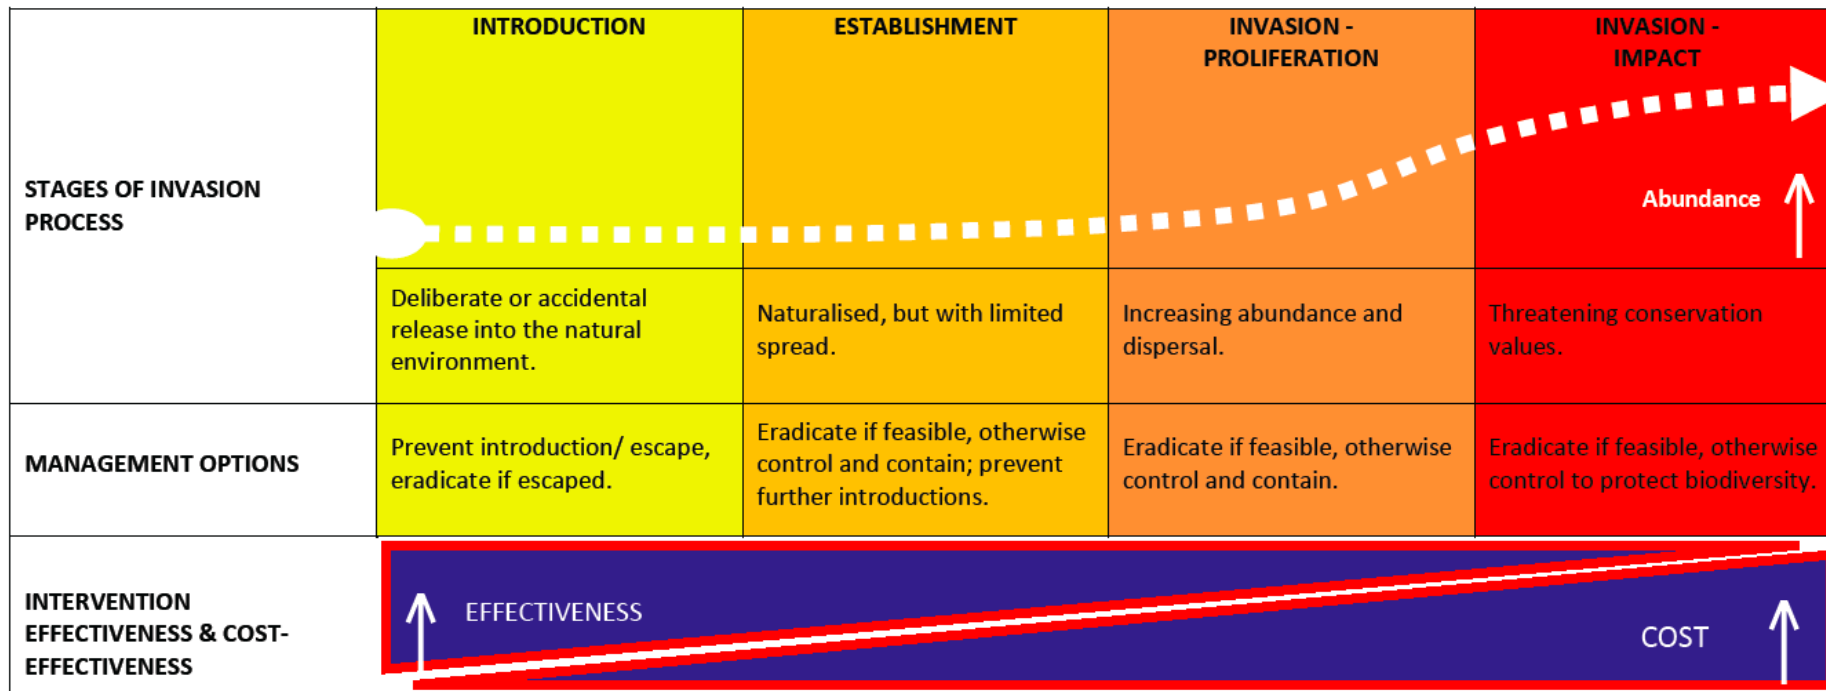 INTRODUCTION
ESTABLISHMENT
INVASION -
PROLIFERATION
INVASION -
IMPACT
STAGES OF INVASION
PROCESS
Abundance
Deliberate or accidental
release into the natural
environment.
Naturalised, but with limited
spread.
Increasing abundance and
dispersal.
Threatening conservation
values.
MANAGEMENT OPTIONS
Prevent introduction/ escape,
eradicate if escaped.
Eradicate if feasible, otherwise
control and contain; prevent
further introductions.
Eradicate if feasible, otherwise
control and contain.
Eradicate if feasible, otherwise
control to protect biodiversity.
INTERVENTION
EFFECTIVENESS & COST-
EFFECTIVENESS
EFFECTIVENESS
COST